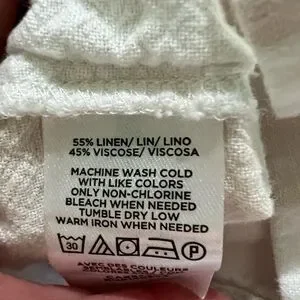 55% LINEN/ LIN/ LINO
45% VISCOSE/ VISCOSA
MACHINE WASH COLD
WITH LIKE COLORS
ONLY NON-CHLORINE
BLEACH WHEN NEEDED
TUMBLE DRY LOW
WARM IRON WHEN NEEDED
30 P
AVEC DES COULEURS